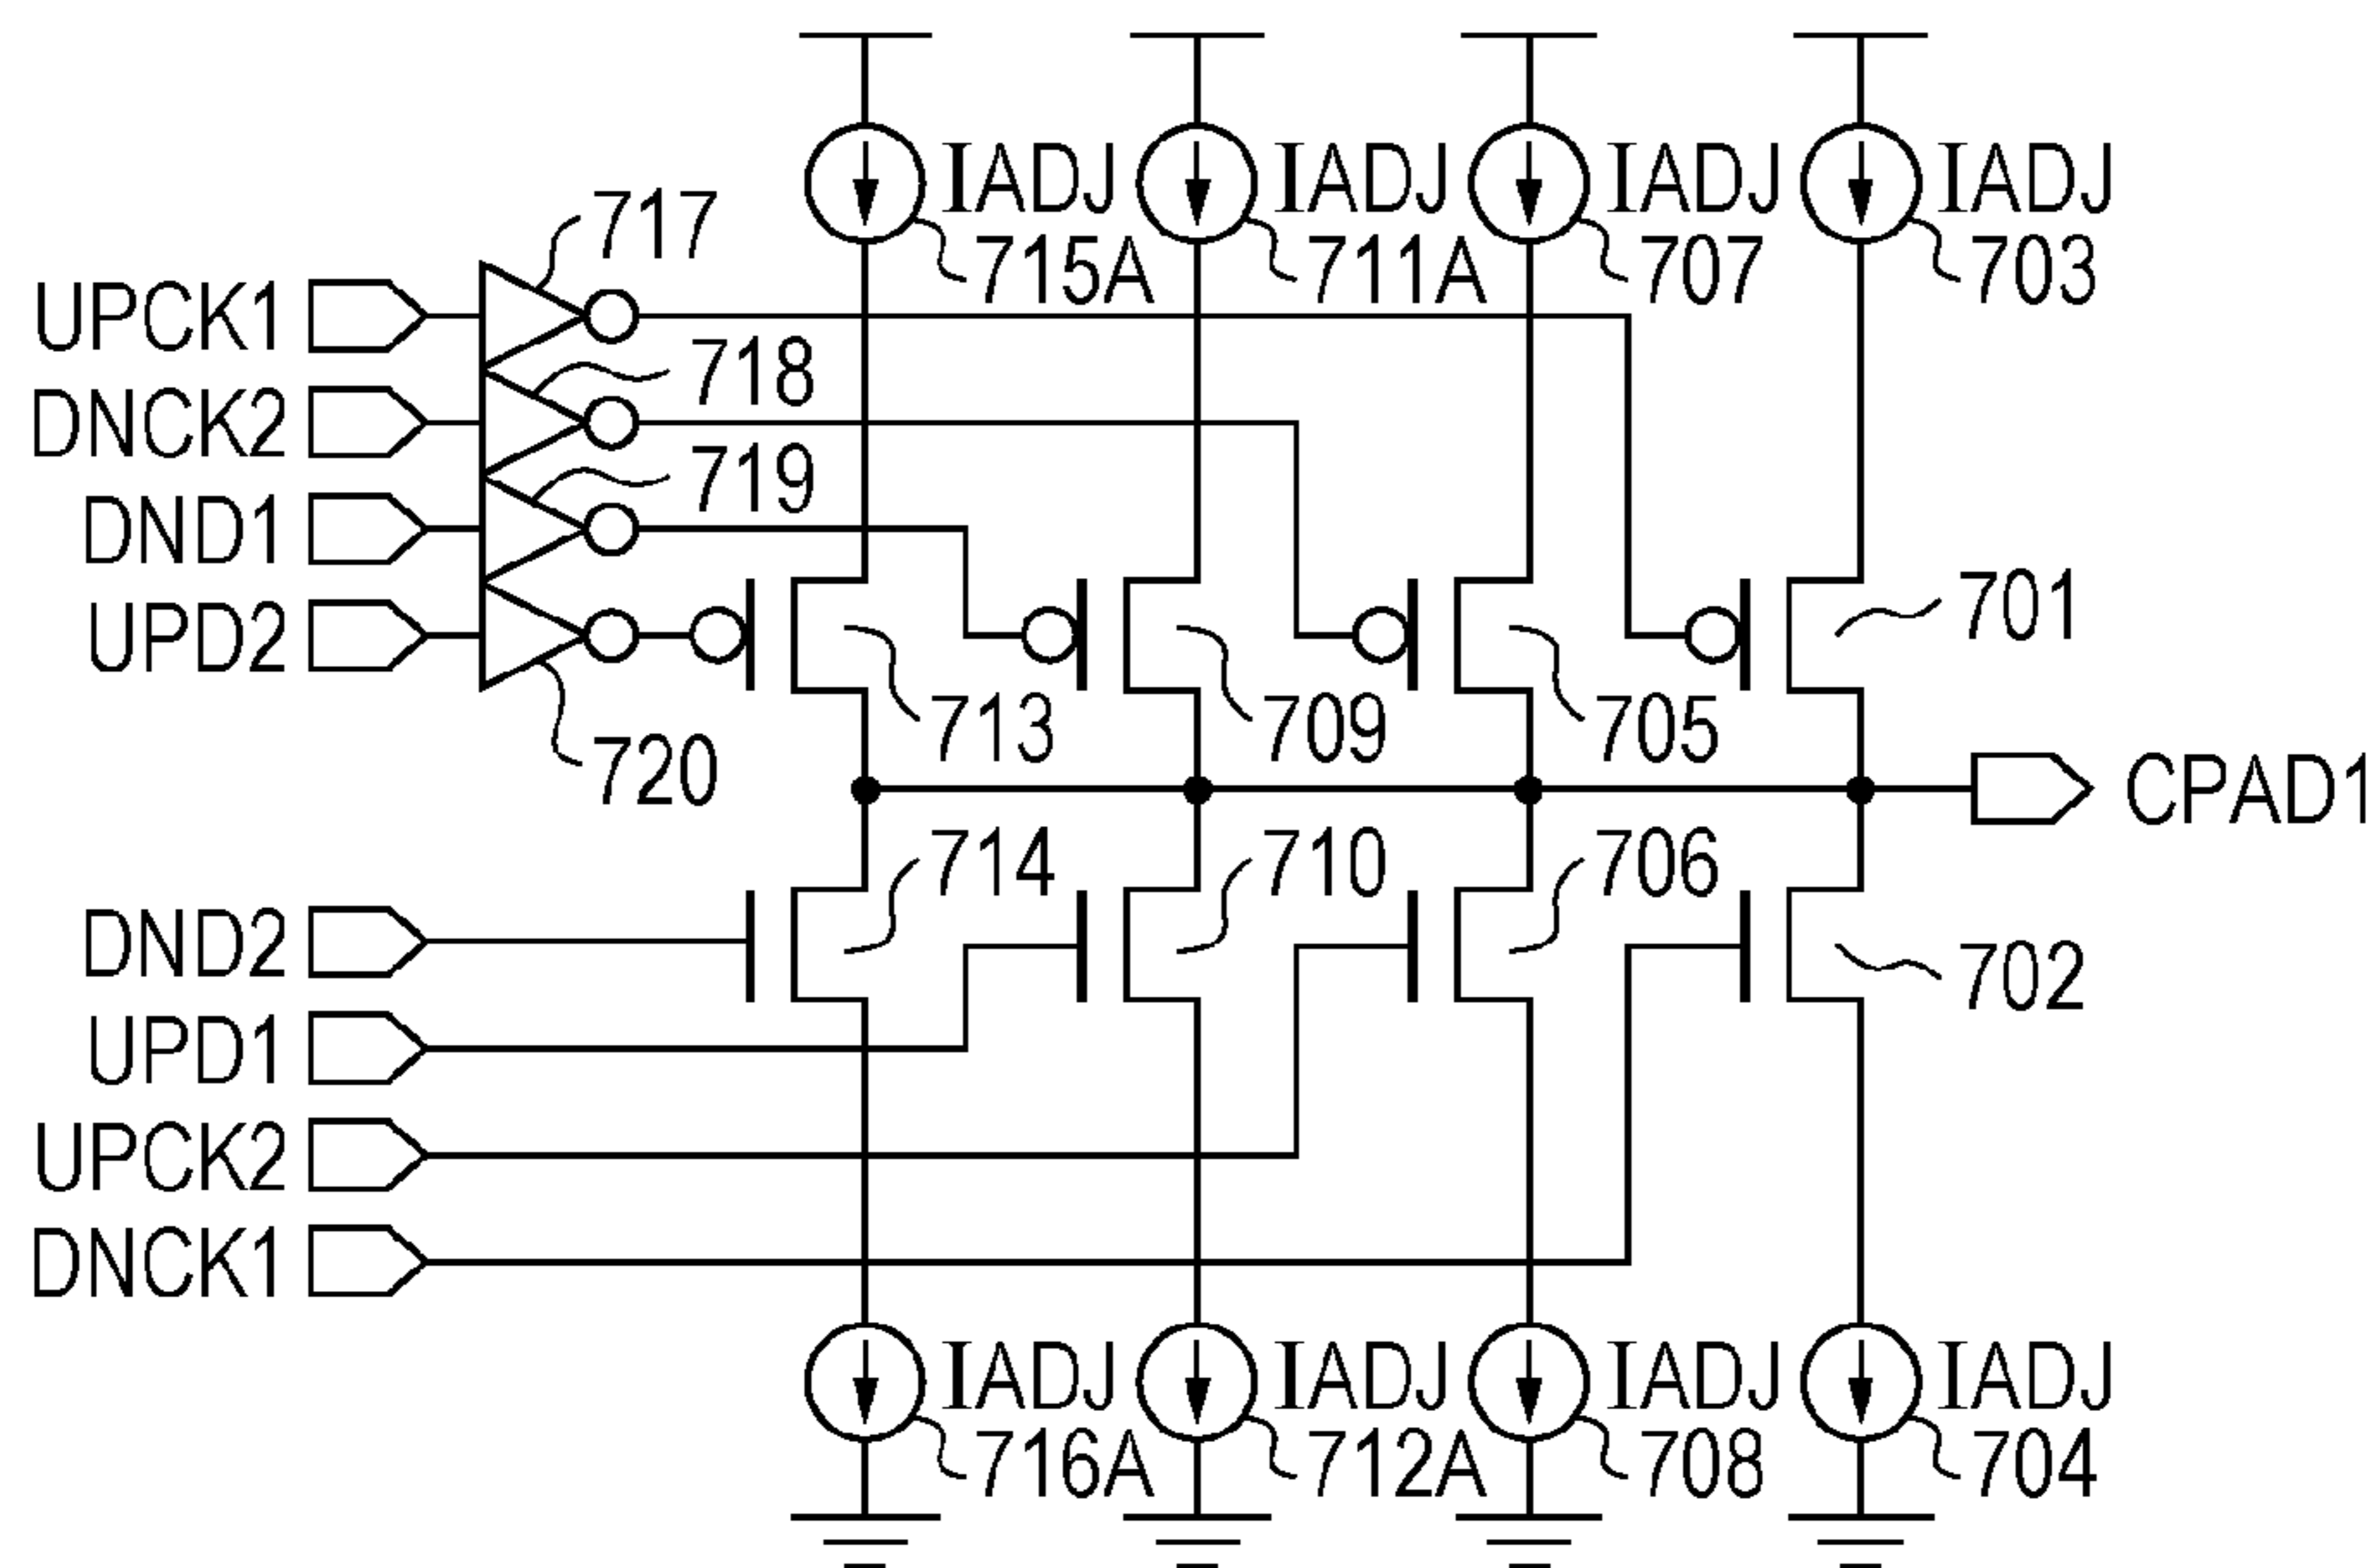 IADJ IADJ IADJ IADJ
715A 711A 707 703
717
UPCK1
718
DNCK2
719
DND1
UPD2
701
713 709 705
720
CPAD1
714 710 706
DND2
702
UPD1
UPCK2
DNCK1
IADJ IADJ IADJ IADJ
716A 712A 708 704